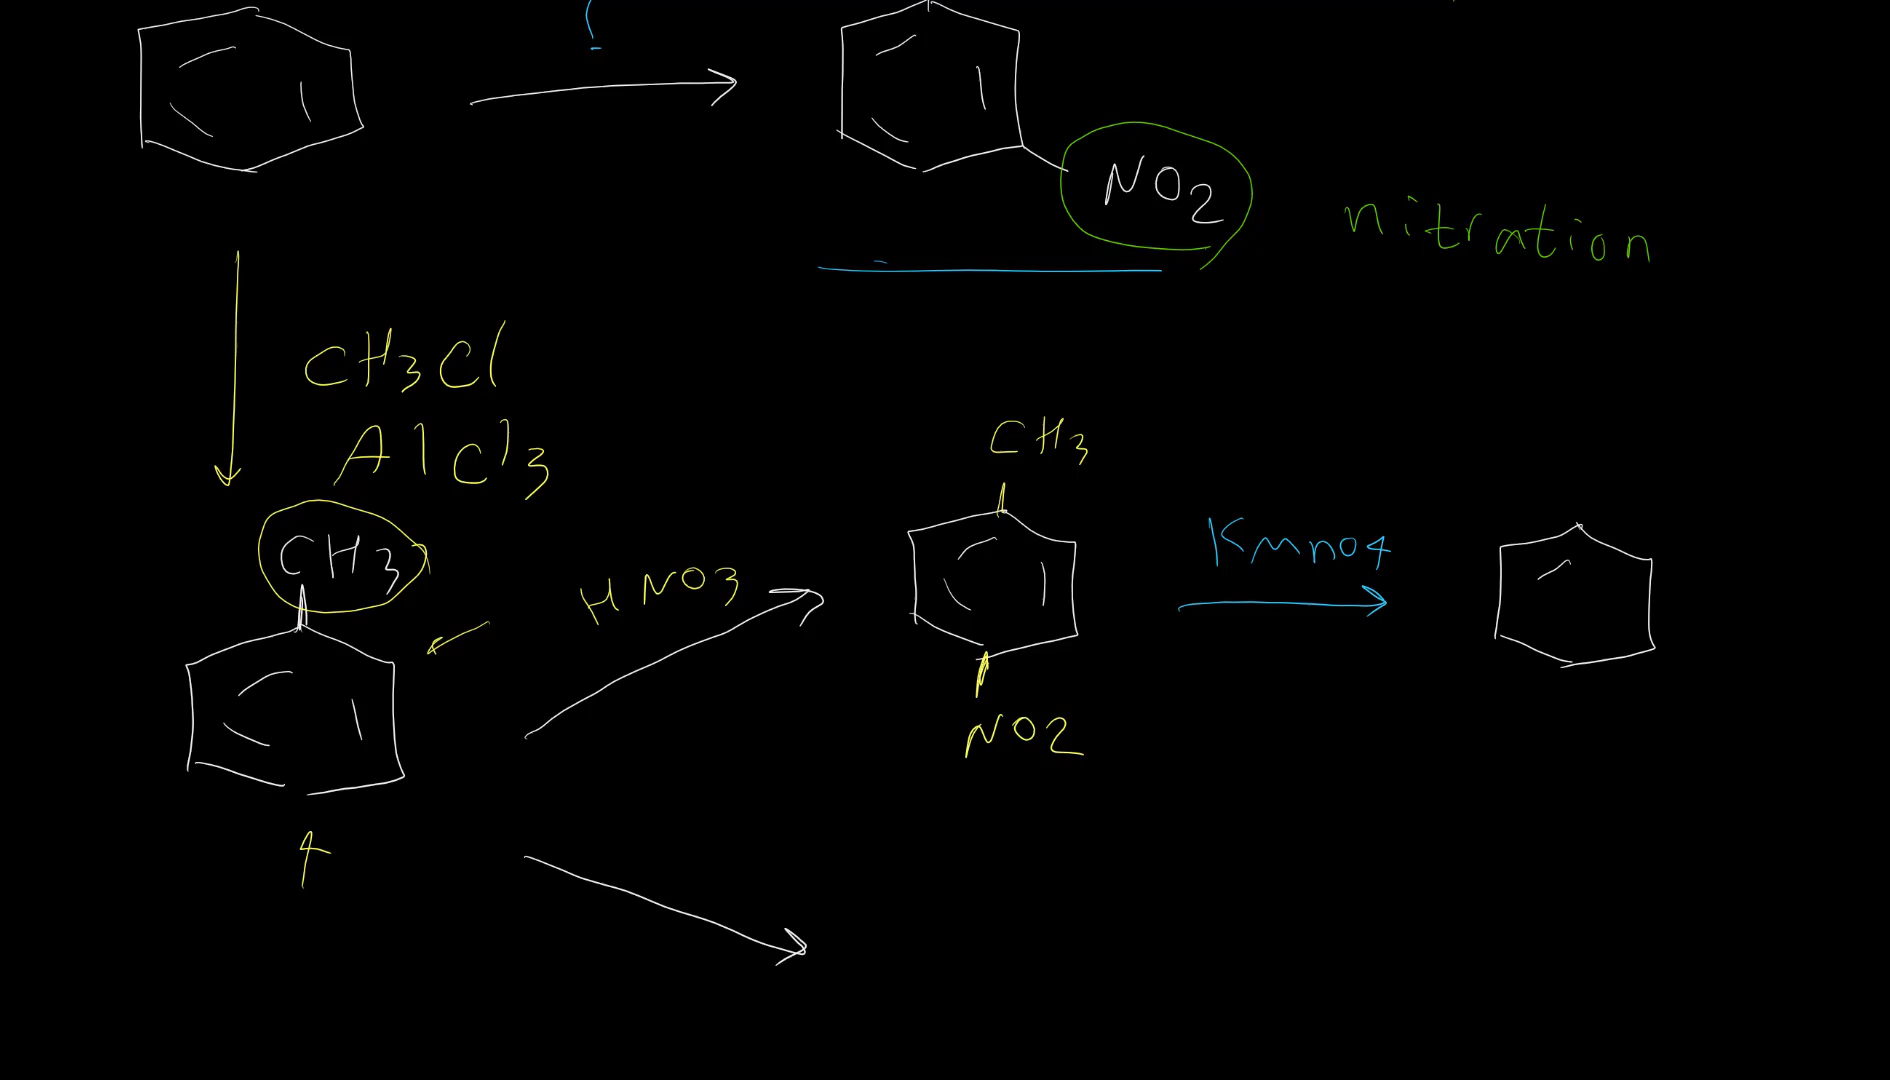 NO2
nitration
CH3Cl
AlCl3
CH3
CH3
HNO3
KMnO4
NO2